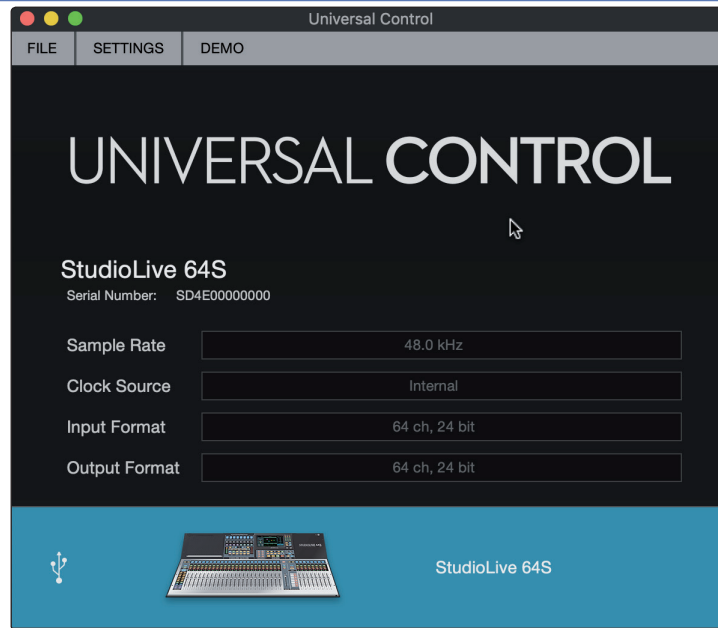 Universal Control
FILE SETTINGS DEMO
UNIVERSAL CONTROL
StudioLive 64S
Serial Number: SD4E00000000
Sample Rate 48.0 kHz
Clock Source Internal
Input Format 64 ch, 24 bit
Output Format 64 ch, 24 bit
StudioLive 64S